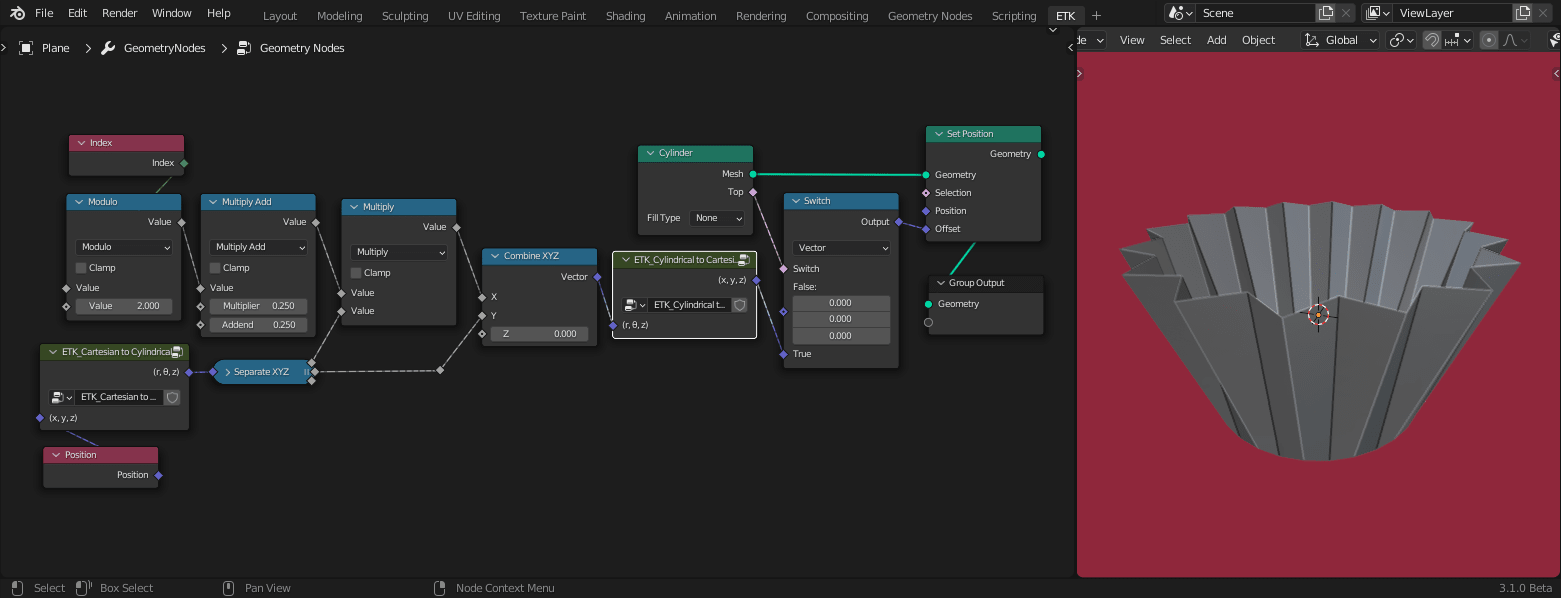 File Edit Render Window Help Layout Modeling Sculpting UV Editing Texture Paint Shading Animation Rendering Compositing Geometry Nodes Scripting ETK Scene ViewLayer
Plane GeometryNodes Geometry Nodes
de View Select Add Object Global
Index
Index
Modulo
Value
Modulo
Clamp
Value
Value 2.000
Multiply Add
Value
Multiply Add
Clamp
Value
Multiplier 0.250
Addend 0.250
Multiply
Value
Multiply
Clamp
Value
Value
ETK_Cartesian to Cylindrical
(r, θ, z)
ETK_Cartesian to ...
(x, y, z)
Separate XYZ
Position
Position
Combine XYZ
Vector
X
Y
Z 0.000
ETK_Cylindrical to Cartesi..
(x, y, z)
ETK_Cylindrical t...
(r, θ, z)
Cylinder
Mesh
Top
Fill Type None
Switch
Output
Vector
Switch
False:
0.000
0.000
0.000
True
Set Position
Geometry
Geometry
Selection
Position
Offset
Group Output
Geometry
Select Box Select Pan View Node Context Menu 3.1.0 Beta